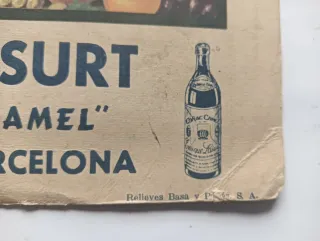 SURT
AMEL"
RCELONA
Relieves Basa y P S. A.